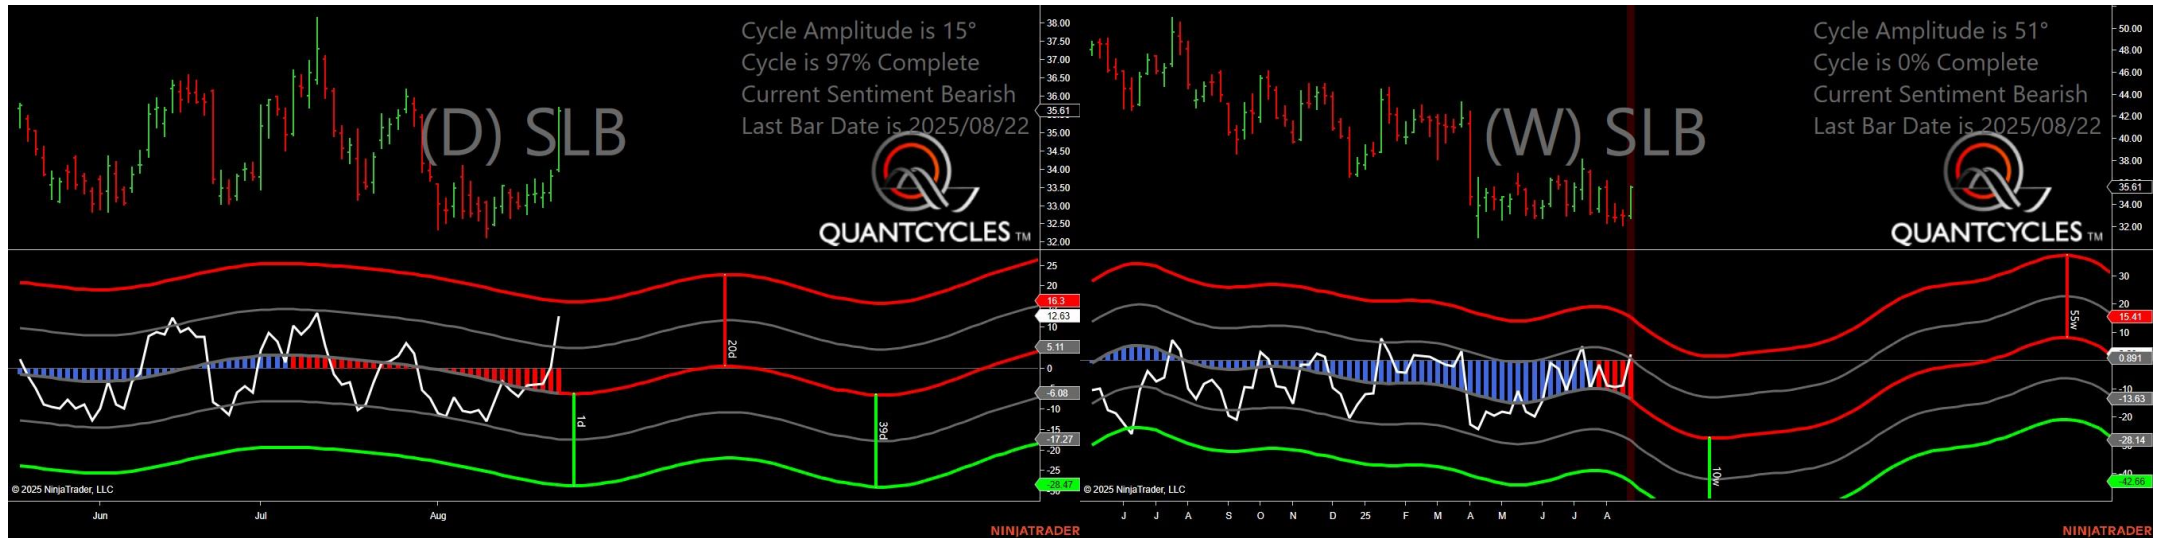 Cycle Amplitude is 15°
Cycle is 97% Complete
Current Sentiment Bearish
Last Bar Date is 2025/08/22
(D) SLB
QUANTCYCLES TM
38.00
37.50
37.00
36.50
36.00
35.61
35.00
34.50
34.00
33.50
33.00
32.50
32.00
25
20
16.3
12.63
10
5.11
0
-6.08
-10
-15
-17.27
-20
-25
-28.47
1d
20d
39d
© 2025 NinjaTrader, LLC
Jun Jul Aug
NINJATRADER
Cycle Amplitude is 51°
Cycle is 0% Complete
Current Sentiment Bearish
Last Bar Date is 2025/08/22
(W) SLB
QUANTCYCLES TM
50.00
48.00
46.00
44.00
42.00
40.00
38.00
35.61
34.00
32.00
30
20
15.41
10
0.891
-10
-13.63
-20
-28.14
-42.66
10w
55w
© 2025 NinjaTrader, LLC
J J A S O N D 25 F M A M J J A
NINJATRADER